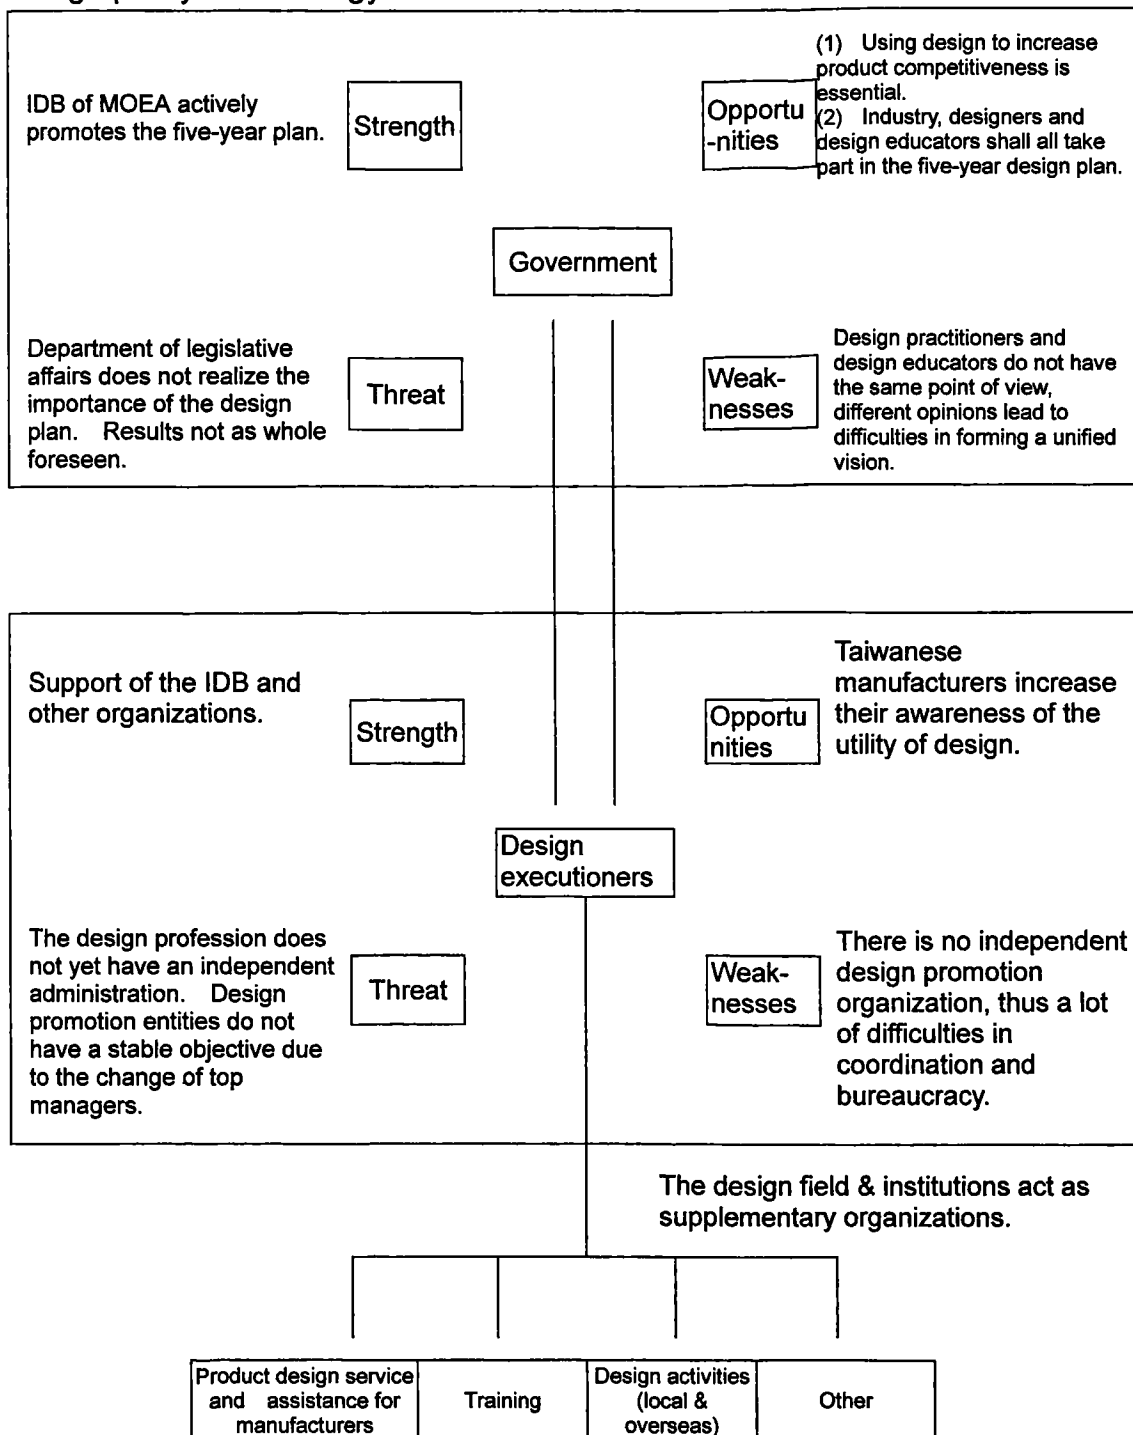 (1) Using design to increase
product competitiveness is
essential.
(2) Industry, designers and
design educators shall all take
part in the five-year design plan.
IDB of MOEA actively
promotes the five-year plan.
Strength
Opportu
-nities
Government
Department of legislative
affairs does not realize the
importance of the design
plan. Results not as whole
foreseen.
Threat
Weak-
nesses
Design practitioners and
design educators do not have
the same point of view,
different opinions lead to
difficulties in forming a unified
vision.
Support of the IDB and
other organizations.
Strength
Opportu
nities
Taiwanese
manufacturers increase
their awareness of the
utility of design.
Design
executioners
The design profession does
not yet have an independent
administration. Design
promotion entities do not
have a stable objective due
to the change of top
managers.
Threat
Weak-
nesses
There is no independent
design promotion
organization, thus a lot
of difficulties in
coordination and
bureaucracy.
The design field & institutions act as
supplementary organizations.
Product design service
and assistance for
manufacturers
Training
Design activities
(local &
overseas)
Other